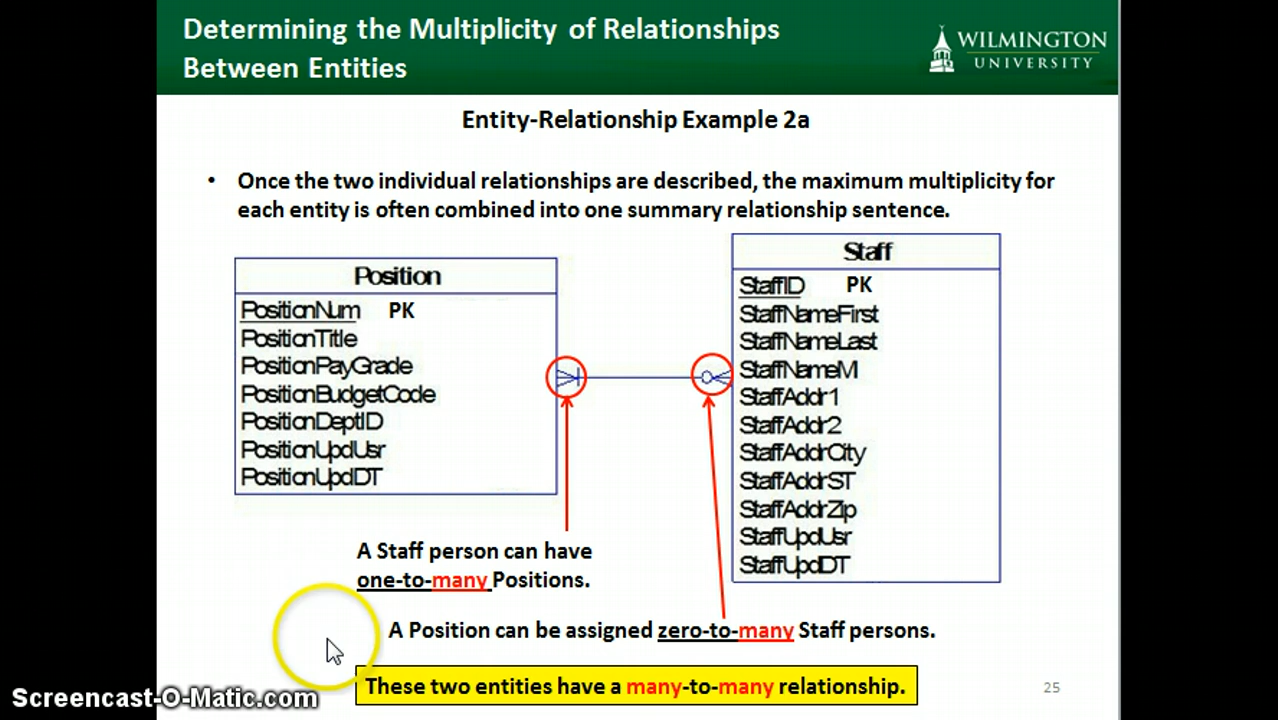 Determining the Multiplicity of Relationships
Between Entities
WILMINGTON
UNIVERSITY
Entity-Relationship Example 2a
• Once the two individual relationships are described, the maximum multiplicity for
each entity is often combined into one summary relationship sentence.
Position
PositionNum PK
PositionTitle
PositionPayGrade
PositionBudgetCode
PositionDeptID
PositionUpdUsr
PositionUpdDT
Staff
StaffID PK
StaffNameFirst
StaffNameLast
StaffNameMI
StaffAddr1
StaffAddr2
StaffAddrCity
StaffAddrST
StaffAddrZip
StaffUpdUsr
StaffUpdDT
A Staff person can have
one-to-many Positions.
A Position can be assigned zero-to-many Staff persons.
These two entities have a many-to-many relationship.
25
Screencast-O-Matic.com